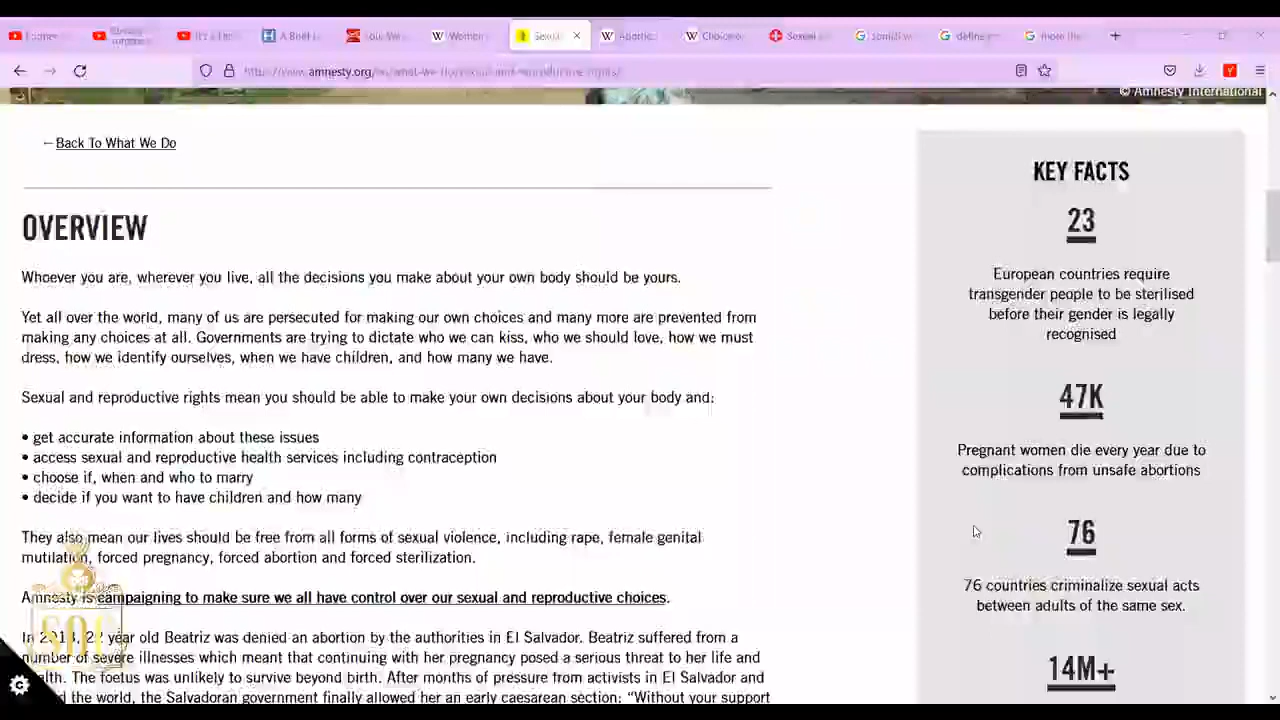 Sexual
Women
Abortio
Choice
Sexual a
define
more the
A Brief
It's a
www.amnesty.org
© Amnesty International
←Back To What We Do
OVERVIEW
Whoever you are, wherever you live, all the decisions you make about your own body should be yours.
Yet all over the world, many of us are persecuted for making our own choices and many more are prevented from
making any choices at all. Governments are trying to dictate who we can kiss, who we should love, how we must
dress, how we identify ourselves, when we have children, and how many we have.
Sexual and reproductive rights mean you should be able to make your own decisions about your body and:
• get accurate information about these issues
• access sexual and reproductive health services including contraception
• choose if, when and who to marry
• decide if you want to have children and how many
They also mean our lives should be free from all forms of sexual violence, including rape, female genital
mutilation, forced pregnancy, forced abortion and forced sterilization.
Amnesty is campaigning to make sure we all have control over our sexual and reproductive choices.
In year old Beatriz was denied an abortion by the authorities in El Salvador. Beatriz suffered from a
number of severe illnesses which meant that continuing with her pregnancy posed a serious threat to her life and
The foetus was unlikely to survive beyond birth. After months of pressure from activists in El Salvador and
the world, the Salvadoran government finally allowed her an early caesarean section: “Without your support
KEY FACTS
23
European countries require
transgender people to be sterilised
before their gender is legally
recognised
47K
Pregnant women die every year due to
complications from unsafe abortions
76
76 countries criminalize sexual acts
between adults of the same sex.
14M+